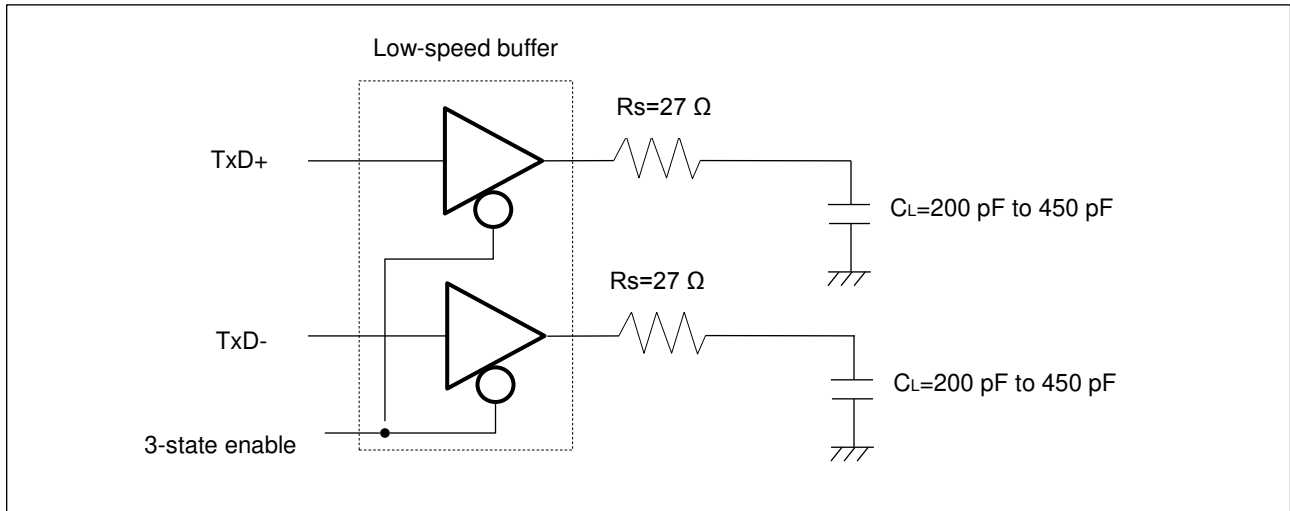 Low-speed buffer
Rs=27 Ω
TxD+
CL=200 pF to 450 pF
Rs=27 Ω
TxD-
CL=200 pF to 450 pF
3-state enable